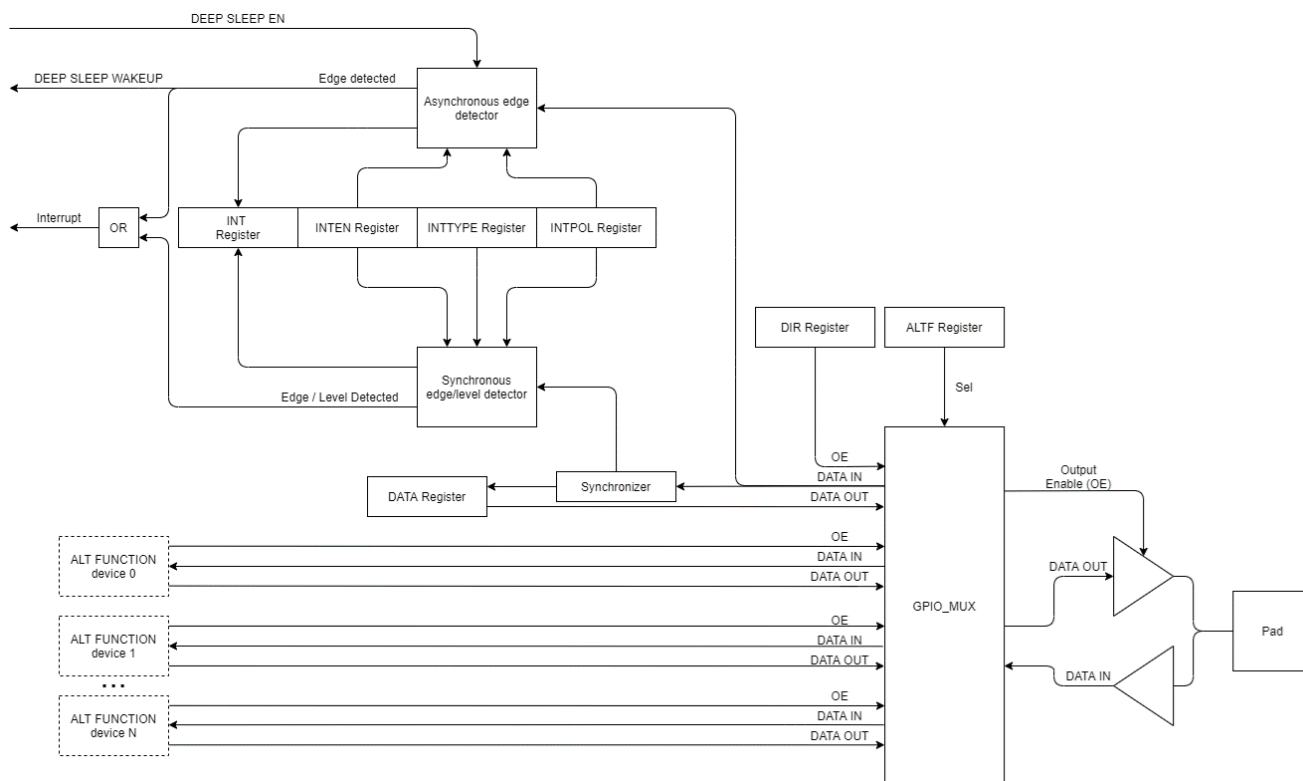 DEEP SLEEP EN
DEEP SLEEP WAKEUP
Edge detected
Asynchronous edge
detector
Interrupt
OR
INT
Register
INTEN Register
INTTYPE Register
INTPOL Register
DIR Register
ALTF Register
Synchronous
edge/level detector
Edge / Level Detected
Sel
OE
DATA IN
DATA OUT
Synchronizer
DATA Register
Output
Enable (OE)
ALT FUNCTION
device 0
OE
DATA IN
DATA OUT
DATA OUT
GPIO_MUX
ALT FUNCTION
device 1
OE
DATA IN
DATA OUT
Pad
DATA IN
...
ALT FUNCTION
device N
OE
DATA IN
DATA OUT